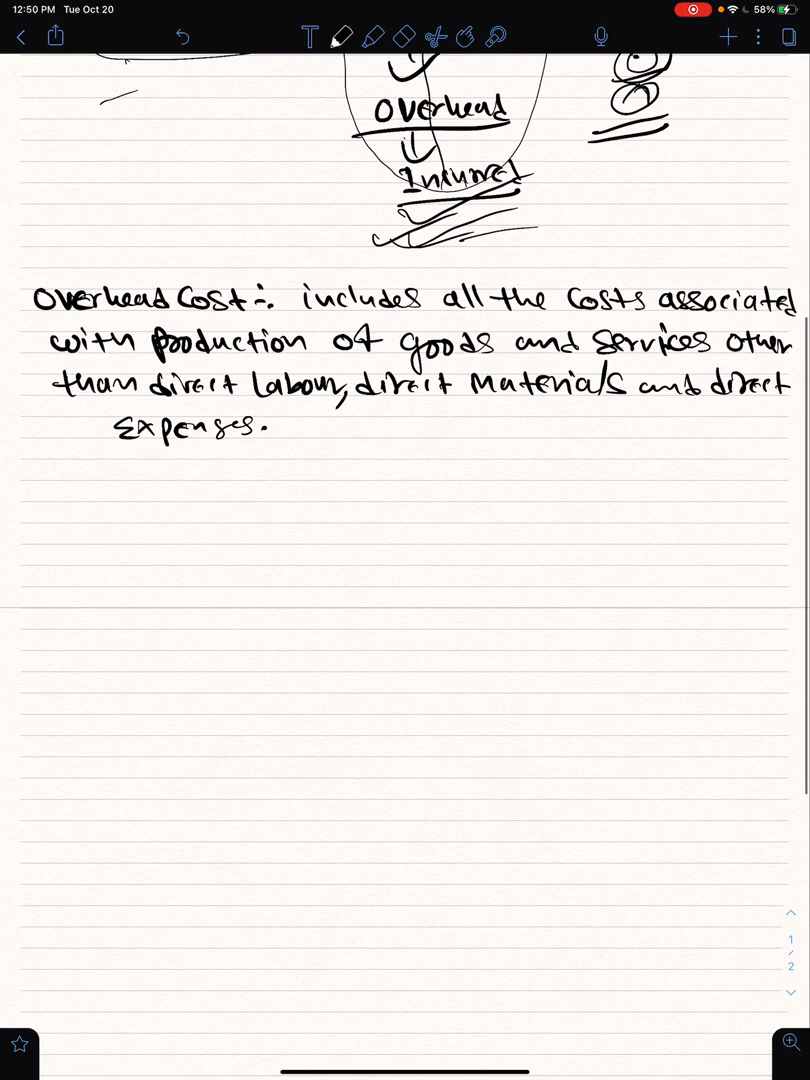 12:50 PM Tue Oct 20 58%
T
Overhead
Insured
Overhead Cost:- includes all the costs associated
with production of goods and services other
than direct Labour, direct Materials and direct
Expenses.
1
/
2